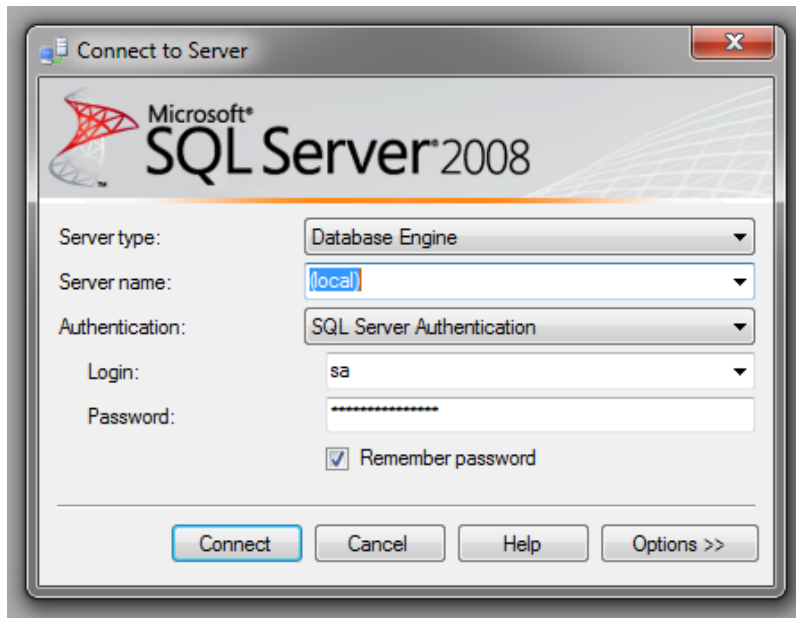 Connect to Server
Microsoft®
SQL Server® 2008
Server type: Database Engine
Server name: (local)
Authentication: SQL Server Authentication
Login: sa
Password: ***************
Remember password
Connect Cancel Help Options >>